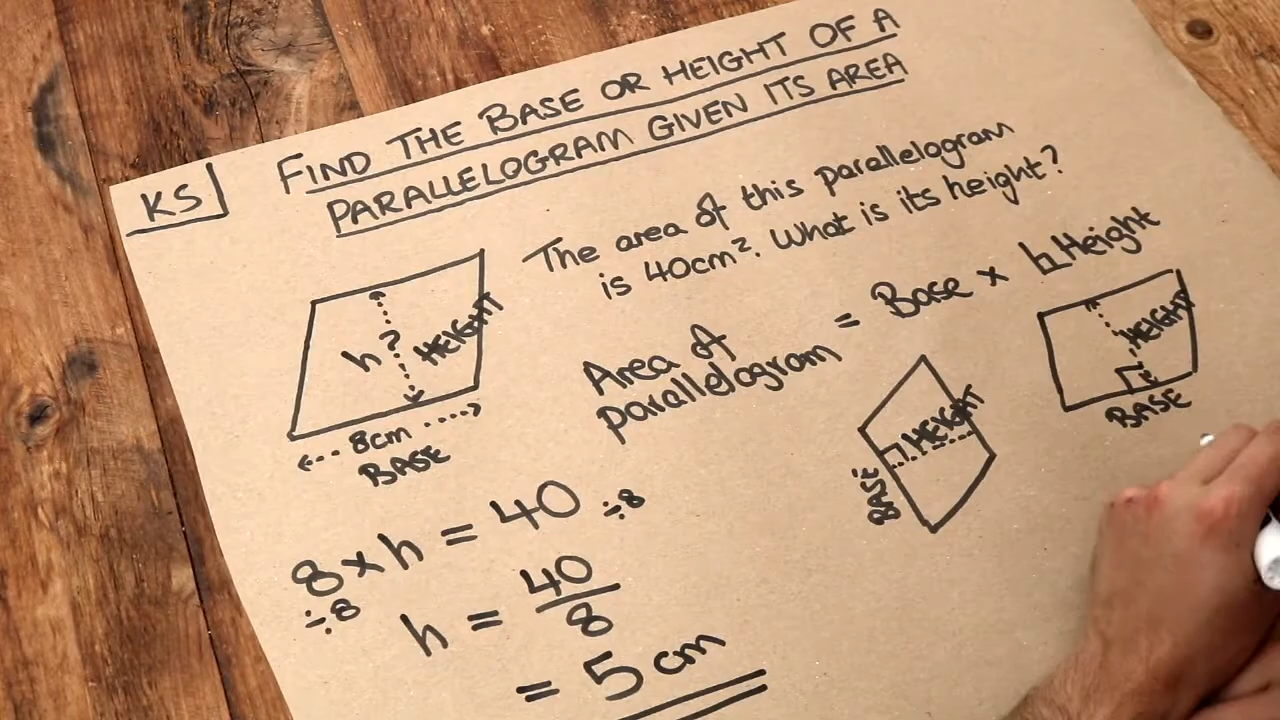 KS
FIND THE BASE OR HEIGHT OF A
PARALLELOGRAM GIVEN ITS AREA
The area of this parallelogram
is 40cm². What is its height?
h?
HEIGHT
8cm
BASE
Area of
parallelogram = Base × Height
HEIGHT
BASE
HEIGHT
BASE
8 × h = 40
÷8
÷8
h = 40/8
= 5cm